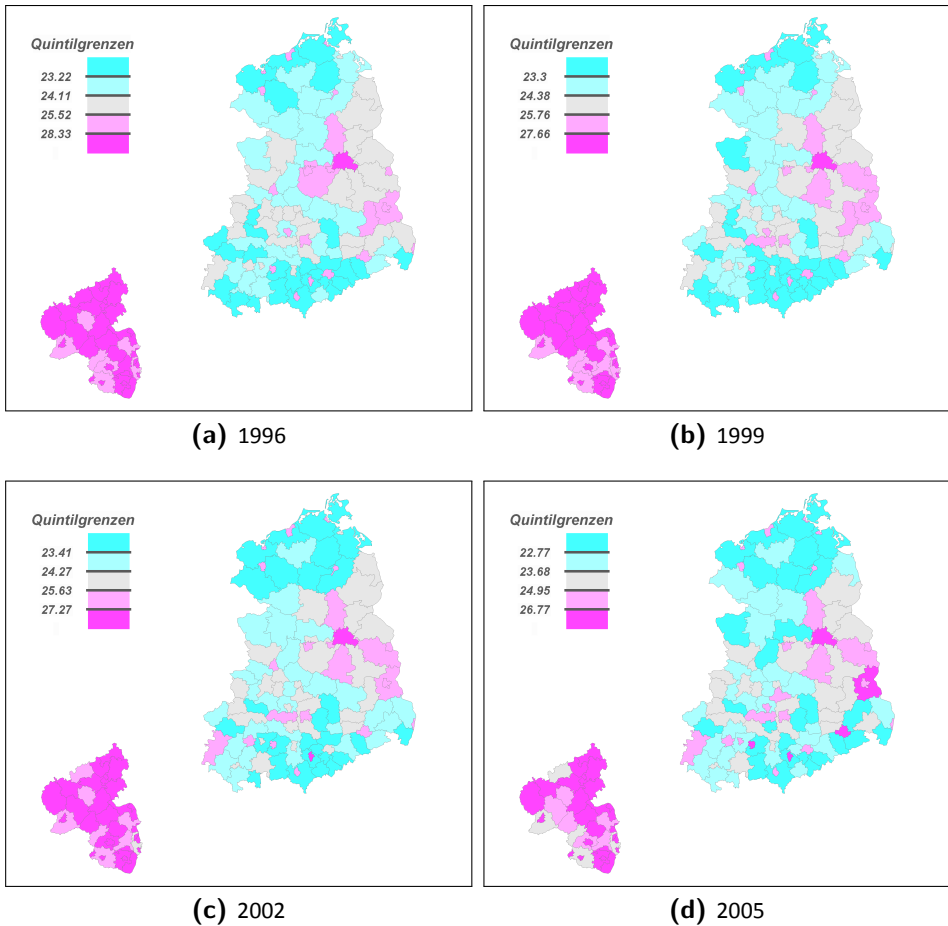 Quintilgrenzen
23.22
24.11
25.52
28.33
(a) 1996
Quintilgrenzen
23.3
24.38
25.76
27.66
(b) 1999
Quintilgrenzen
23.41
24.27
25.63
27.27
(c) 2002
Quintilgrenzen
22.77
23.68
24.95
26.77
(d) 2005